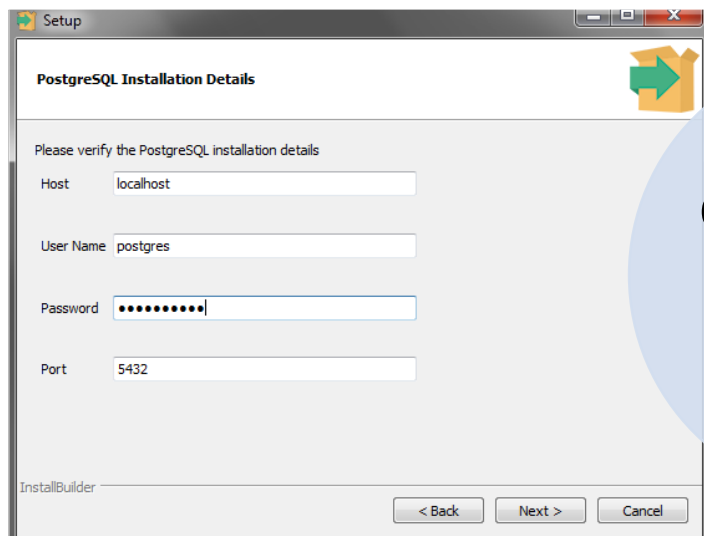 Setup
PostgreSQL Installation Details
Please verify the PostgreSQL installation details
Host localhost
User Name postgres
Password ●●●●●●●●●●
Port 5432
InstallBuilder
< Back Next > Cancel